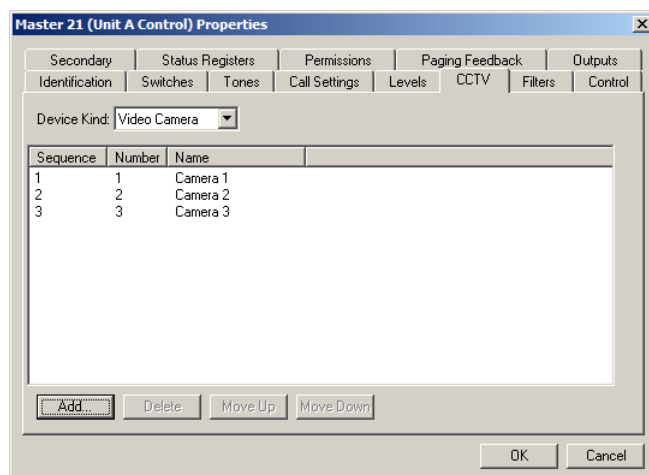 Master 21 (Unit A Control) Properties
Secondary Status Registers Permissions Paging Feedback Outputs
Identification Switches Tones Call Settings Levels CCTV Filters Control
Device Kind: Video Camera
Sequence Number Name
1 1 Camera 1
2 2 Camera 2
3 3 Camera 3
Add... Delete Move Up Move Down
OK Cancel